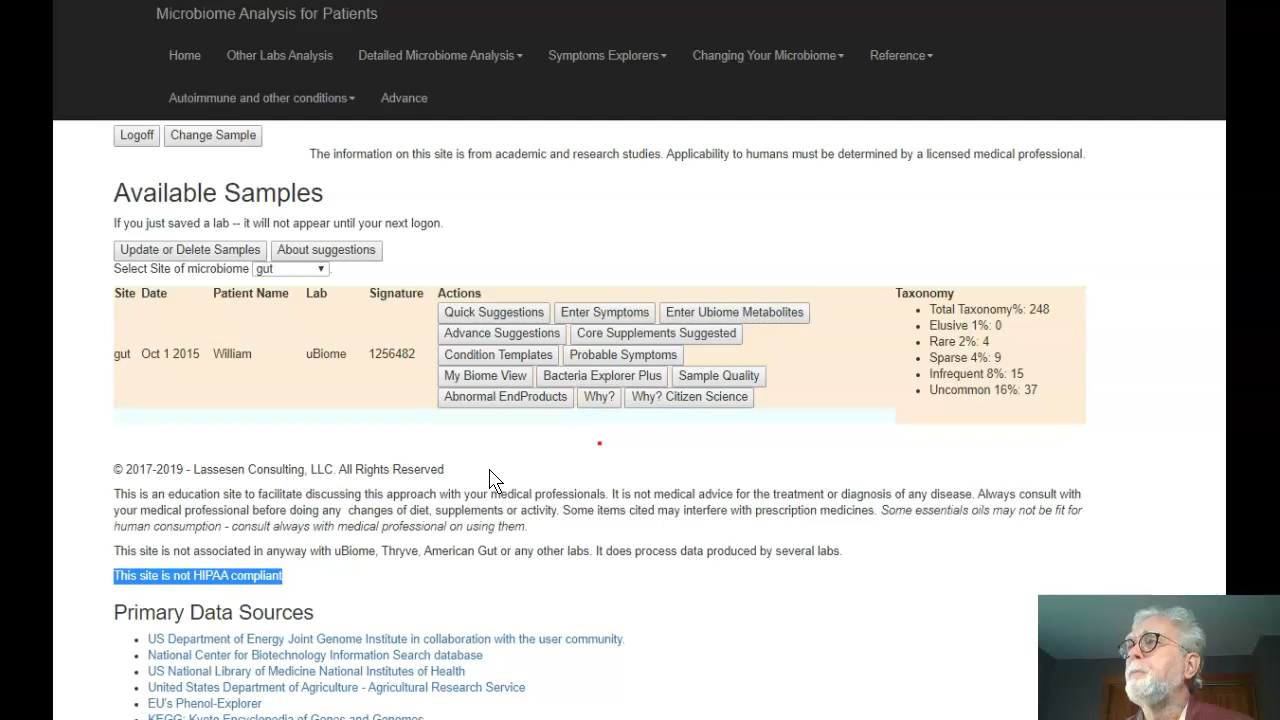 Microbiome Analysis for Patients
Home Other Labs Analysis Detailed Microbiome Analysis Symptoms Explorers Changing Your Microbiome Reference
Autoimmune and other conditions Advance
Logoff Change Sample
The information on this site is from academic and research studies. Applicability to humans must be determined by a licensed medical professional.
Available Samples
If you just saved a lab -- it will not appear until your next logon.
Update or Delete Samples About suggestions
Select Site of microbiome gut .
Site Date Patient Name Lab Signature Actions Taxonomy
gut Oct 1 2015 William uBiome 1256482
Quick Suggestions Enter Symptoms Enter Ubiome Metabolites
Advance Suggestions Core Supplements Suggested
Condition Templates Probable Symptoms
My Biome View Bacteria Explorer Plus Sample Quality
Abnormal EndProducts Why? Why? Citizen Science
Total Taxonomy%: 248
Elusive 1%: 0
Rare 2%: 4
Sparse 4%: 9
Infrequent 8%: 15
Uncommon 16%: 37
© 2017-2019 - Lassesen Consulting, LLC. All Rights Reserved
This is an education site to facilitate discussing this approach with your medical professionals. It is not medical advice for the treatment or diagnosis of any disease. Always consult with
your medical professional before doing any changes of diet, supplements or activity. Some items cited may interfere with prescription medicines. Some essentials oils may not be fit for
human consumption - consult always with medical professional on using them.
This site is not associated in anyway with uBiome, Thryve, American Gut or any other labs. It does process data produced by several labs.
This site is not HIPAA compliant
Primary Data Sources
US Department of Energy Joint Genome Institute in collaboration with the user community.
National Center for Biotechnology Information Search database
US National Library of Medicine National Institutes of Health
United States Department of Agriculture - Agricultural Research Service
EU's Phenol-Explorer
KEGG: Kyoto Encyclopedia of Genes and Genomes